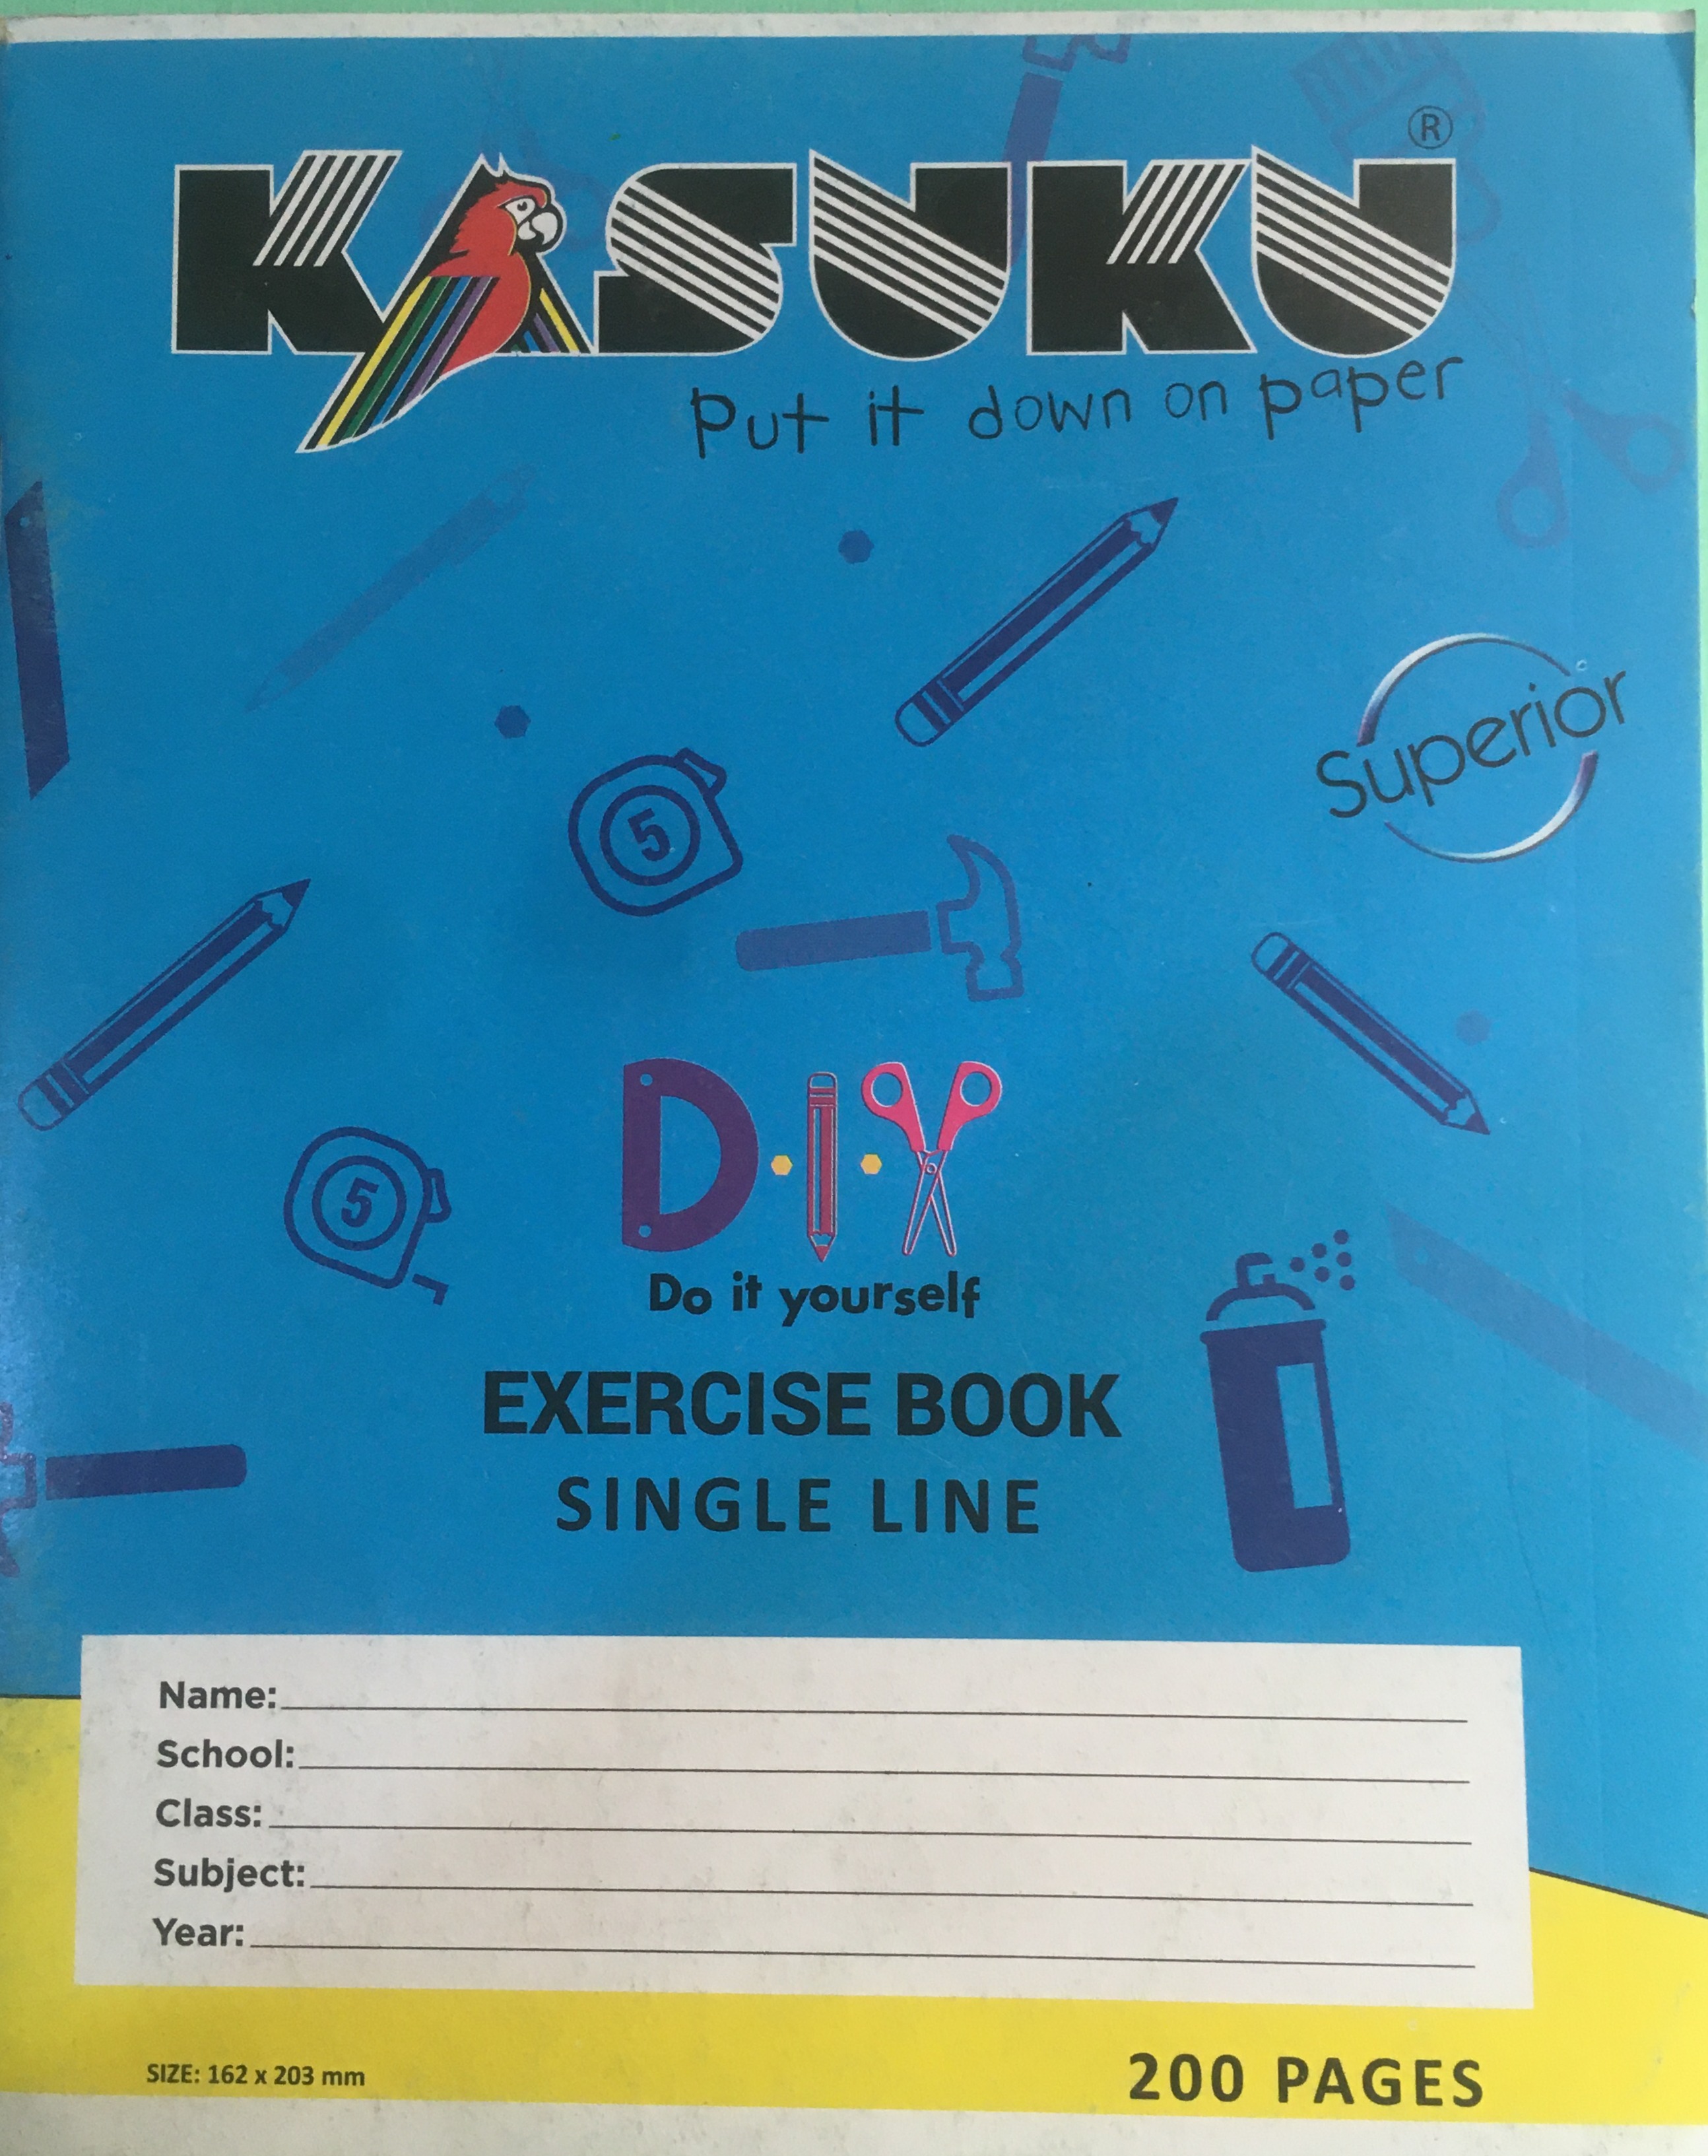 KASUKU ®
Put it down on paper
Superior
5
5
D·I·Y
Do it yourself
EXERCISE BOOK
SINGLE LINE
Name:
School:
Class:
Subject:
Year:
SIZE: 162 x 203 mm
200 PAGES